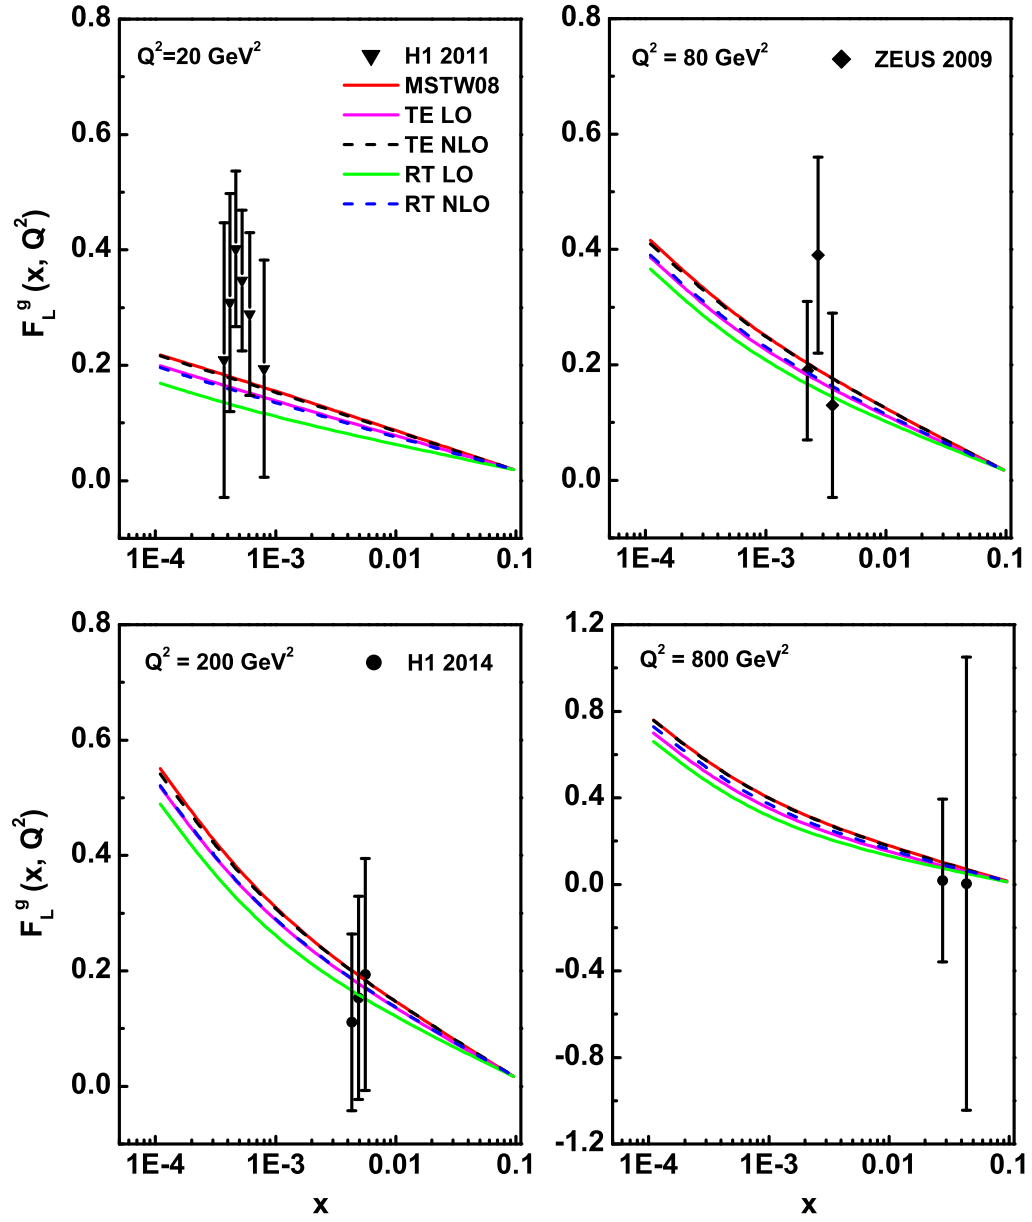 Q²=20 GeV²
H1 2011
MSTW08
TE LO
TE NLO
RT LO
RT NLO
F_L^g (x, Q²)
0.8
0.6
0.4
0.2
0.0
1E-4 1E-3 0.01 0.1
Q² = 80 GeV²
ZEUS 2009
0.8
0.6
0.4
0.2
0.0
1E-4 1E-3 0.01 0.1
Q² = 200 GeV²
H1 2014
F_L^g (x, Q²)
0.8
0.6
0.4
0.2
0.0
1E-4 1E-3 0.01 0.1
x
Q² = 800 GeV²
1.2
0.8
0.4
0.0
-0.4
-0.8
-1.2
1E-4 1E-3 0.01 0.1
x